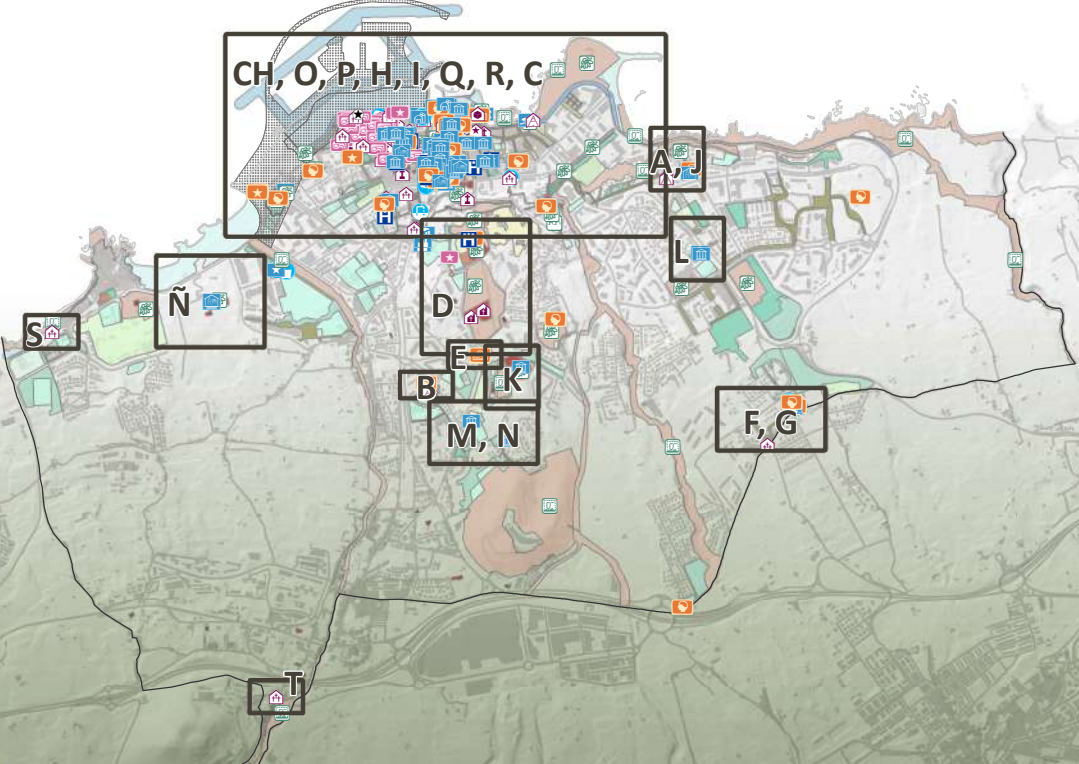 CH, O, P, H, I, Q, R, C
A, J
L
Ñ
D
S
E
B
K
M, N
F, G
T